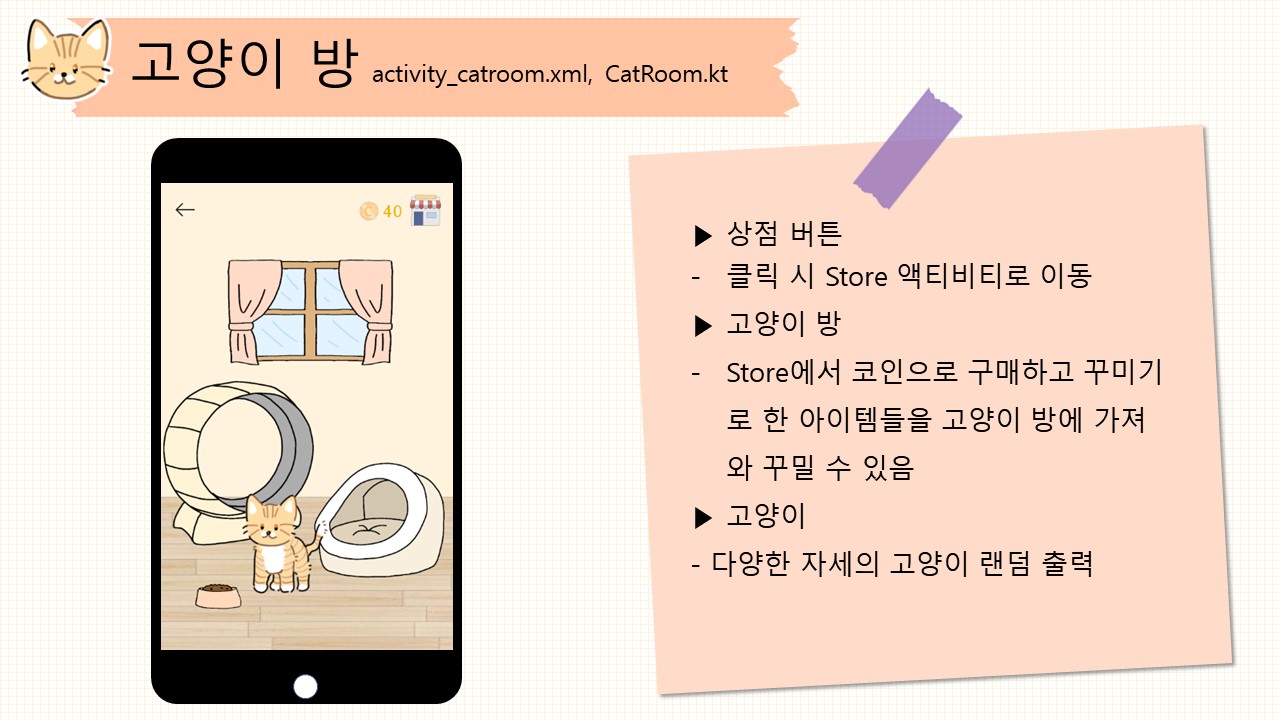 고양이 방 activity_catroom.xml, CatRoom.kt
40
▶ 상점 버튼
- 클릭 시 Store 액티비티로 이동
▶ 고양이 방
- Store에서 코인으로 구매하고 꾸미기
로 한 아이템들을 고양이 방에 가져
와 꾸밀 수 있음
▶ 고양이
- 다양한 자세의 고양이 랜덤 출력